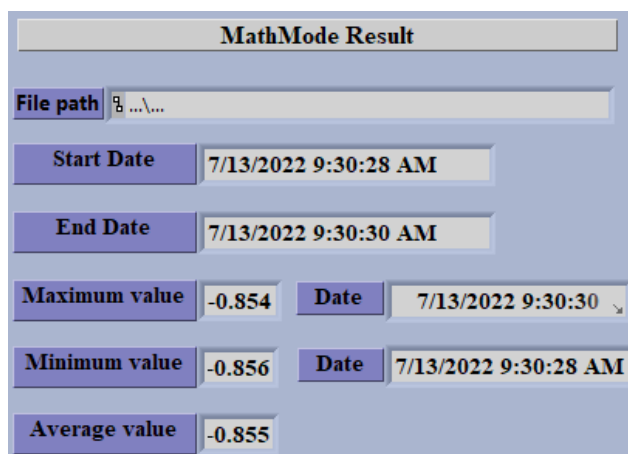 MathMode Result
File path ...\...
Start Date 7/13/2022 9:30:28 AM
End Date 7/13/2022 9:30:30 AM
Maximum value -0.854 Date 7/13/2022 9:30:30
Minimum value -0.856 Date 7/13/2022 9:30:28 AM
Average value -0.855